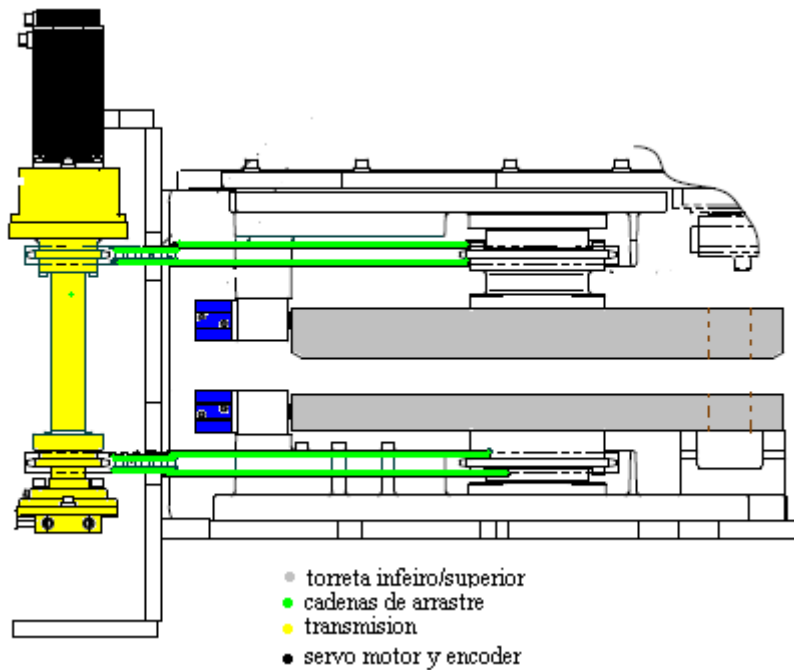 torreta infeiro/superior
cadenas de arrastre
transmision
servo motor y encoder